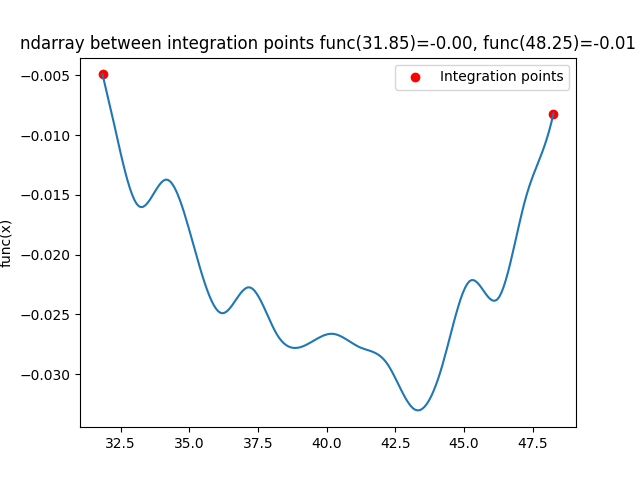 ndarray between integration points func(31.85)=-0.00, func(48.25)=-0.01
Integration points
func(x)
−0.005
−0.010
−0.015
−0.020
−0.025
−0.030
32.5 35.0 37.5 40.0 42.5 45.0 47.5